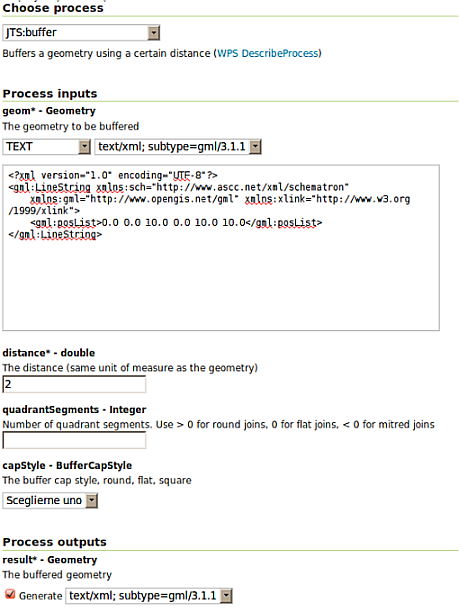 Choose process
JTS:buffer
Buffers a geometry using a certain distance (WPS DescribeProcess)
Process inputs
geom* - Geometry
The geometry to be buffered
TEXT text/xml; subtype=gml/3.1.1
<?xml version="1.0" encoding="UTF-8"?>
<gml:LineString xmlns:sch="http://www.ascc.net/xml/schematron"
xmlns:gml="http://www.opengis.net/gml" xmlns:xlink="http://www.w3.org
/1999/xlink">
<gml:posList>0.0 0.0 10.0 0.0 10.0 10.0</gml:posList>
</gml:LineString>
distance* - double
The distance (same unit of measure as the geometry)
2
quadrantSegments - Integer
Number of quadrant segments. Use > 0 for round joins, 0 for flat joins, < 0 for mitred joins
capStyle - BufferCapStyle
The buffer cap style, round, flat, square
Sceglierne uno
Process outputs
result* - Geometry
The buffered geometry
Generate text/xml; subtype=gml/3.1.1